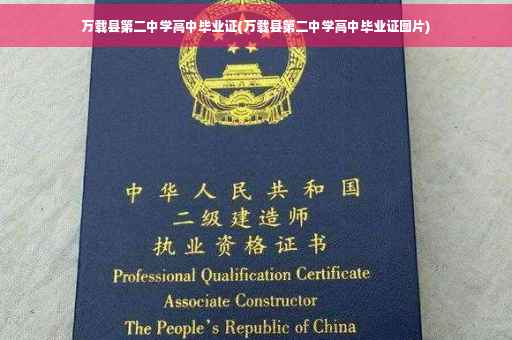 万载县第二中学高中毕业证(万载县第二中学高中毕业证图片)
中华人民共和国
二级建造师
执业资格证书
Professional Qualification Certificate
Associate Constructor
The People's Republic of China